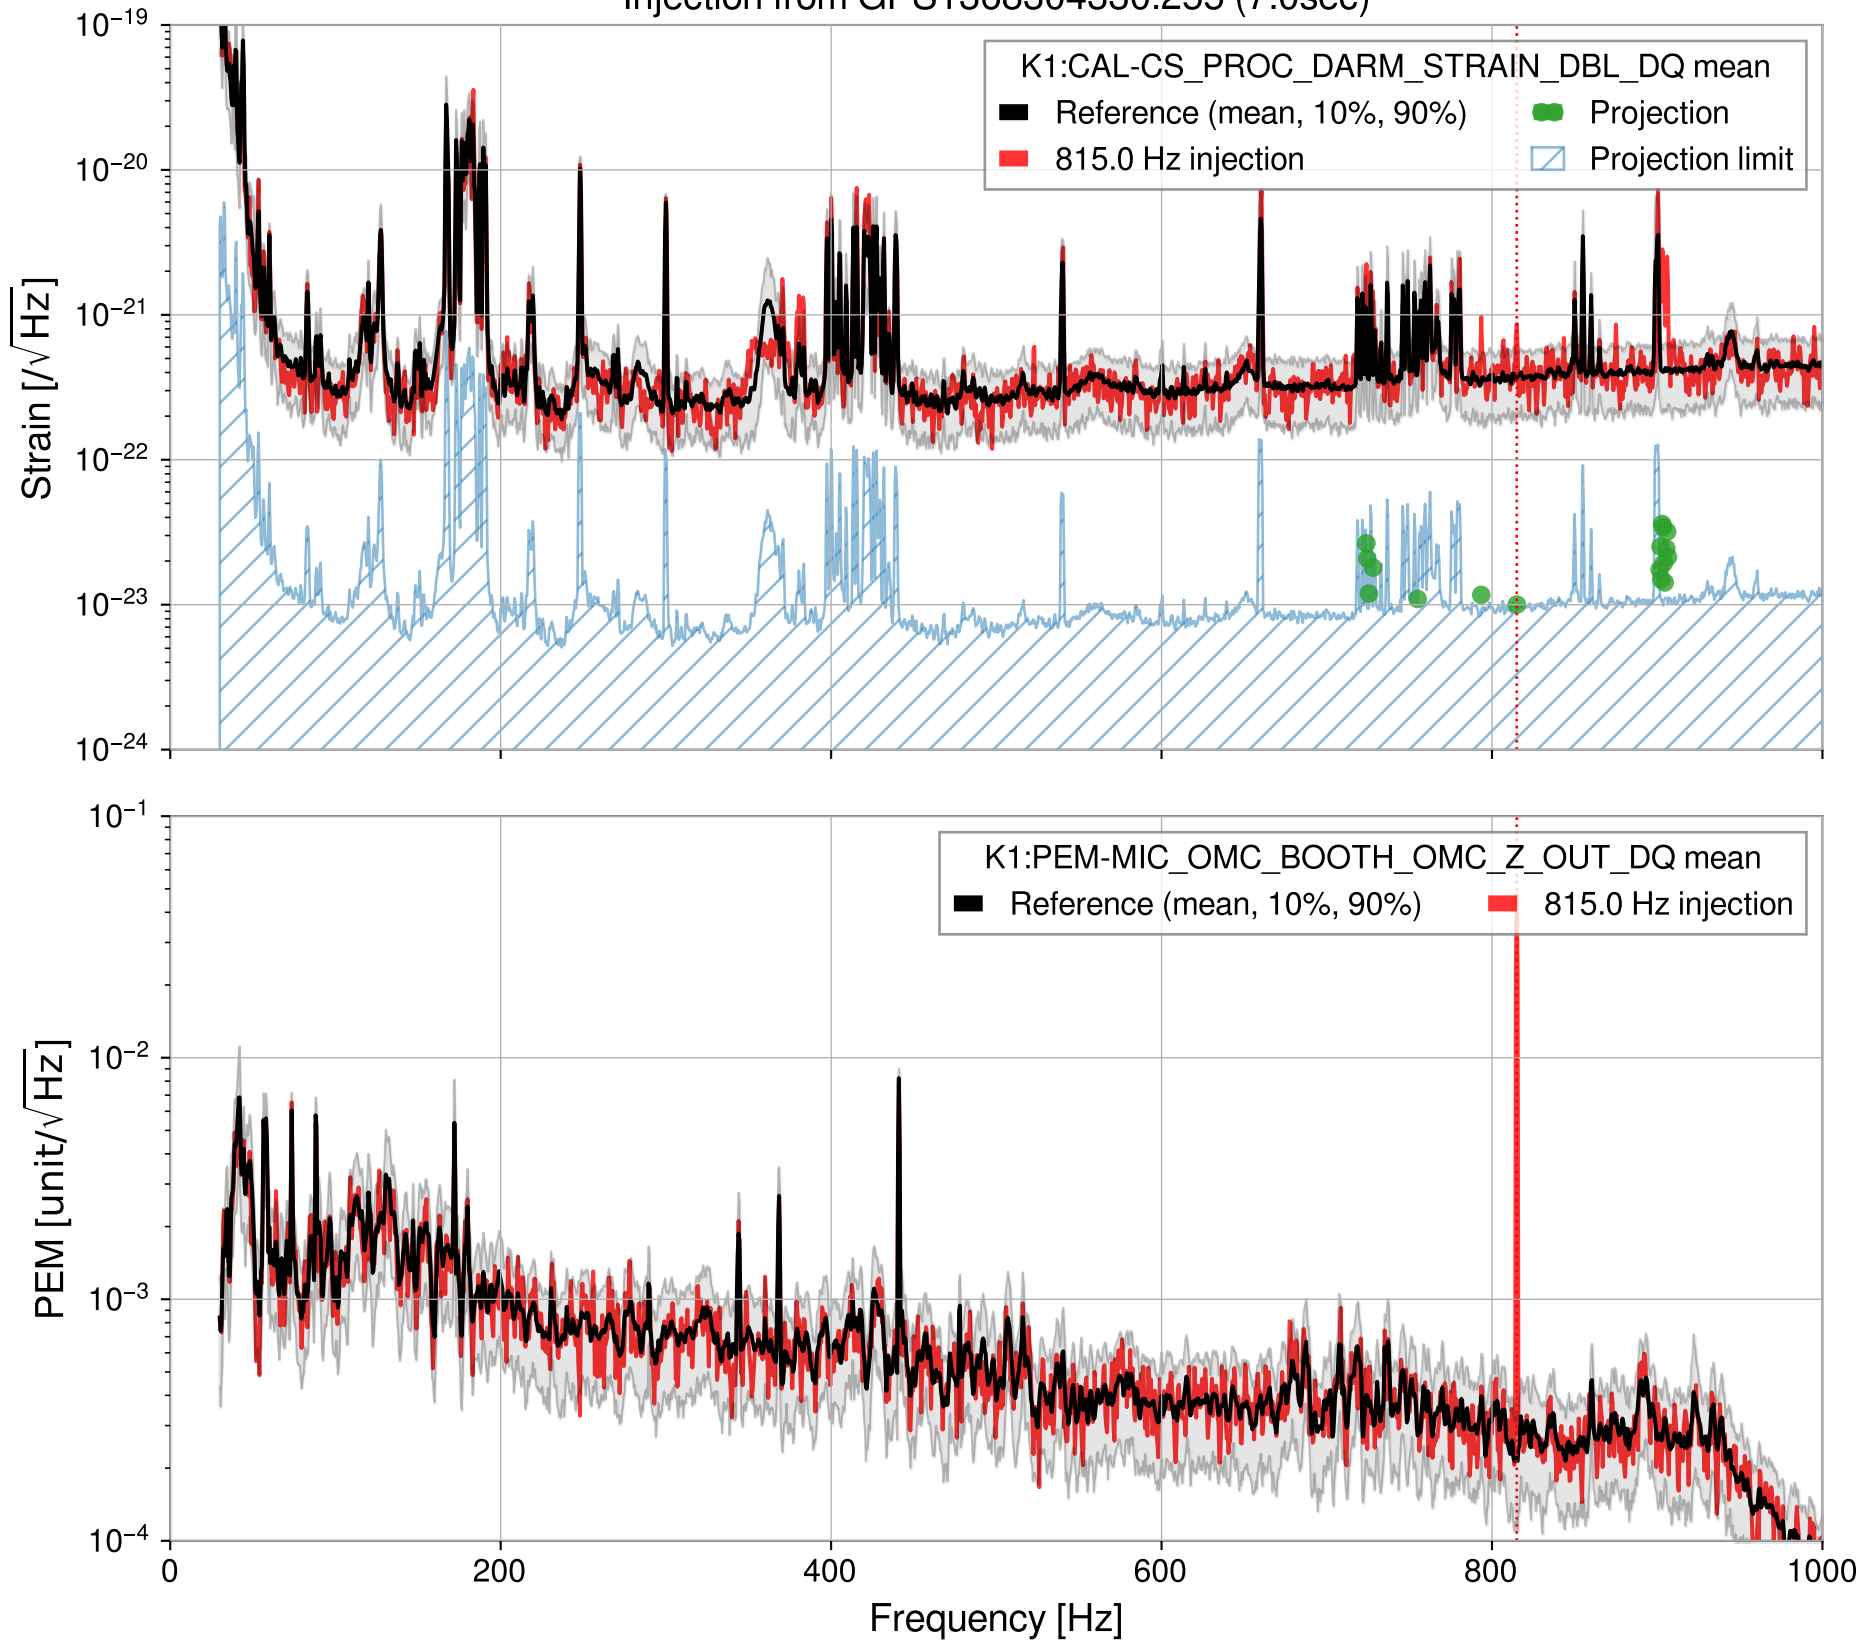 10−19
10−20
10−21
10−22
10−23
10−24
Strain [/√Hz]
K1:CAL-CS_PROC_DARM_STRAIN_DBL_DQ mean
Reference (mean, 10%, 90%)
Projection
815.0 Hz injection
Projection limit
10−1
10−2
10−3
10−4
PEM [unit/√Hz]
K1:PEM-MIC_OMC_BOOTH_OMC_Z_OUT_DQ mean
Reference (mean, 10%, 90%)
815.0 Hz injection
0 200 400 600 800 1000
Frequency [Hz]